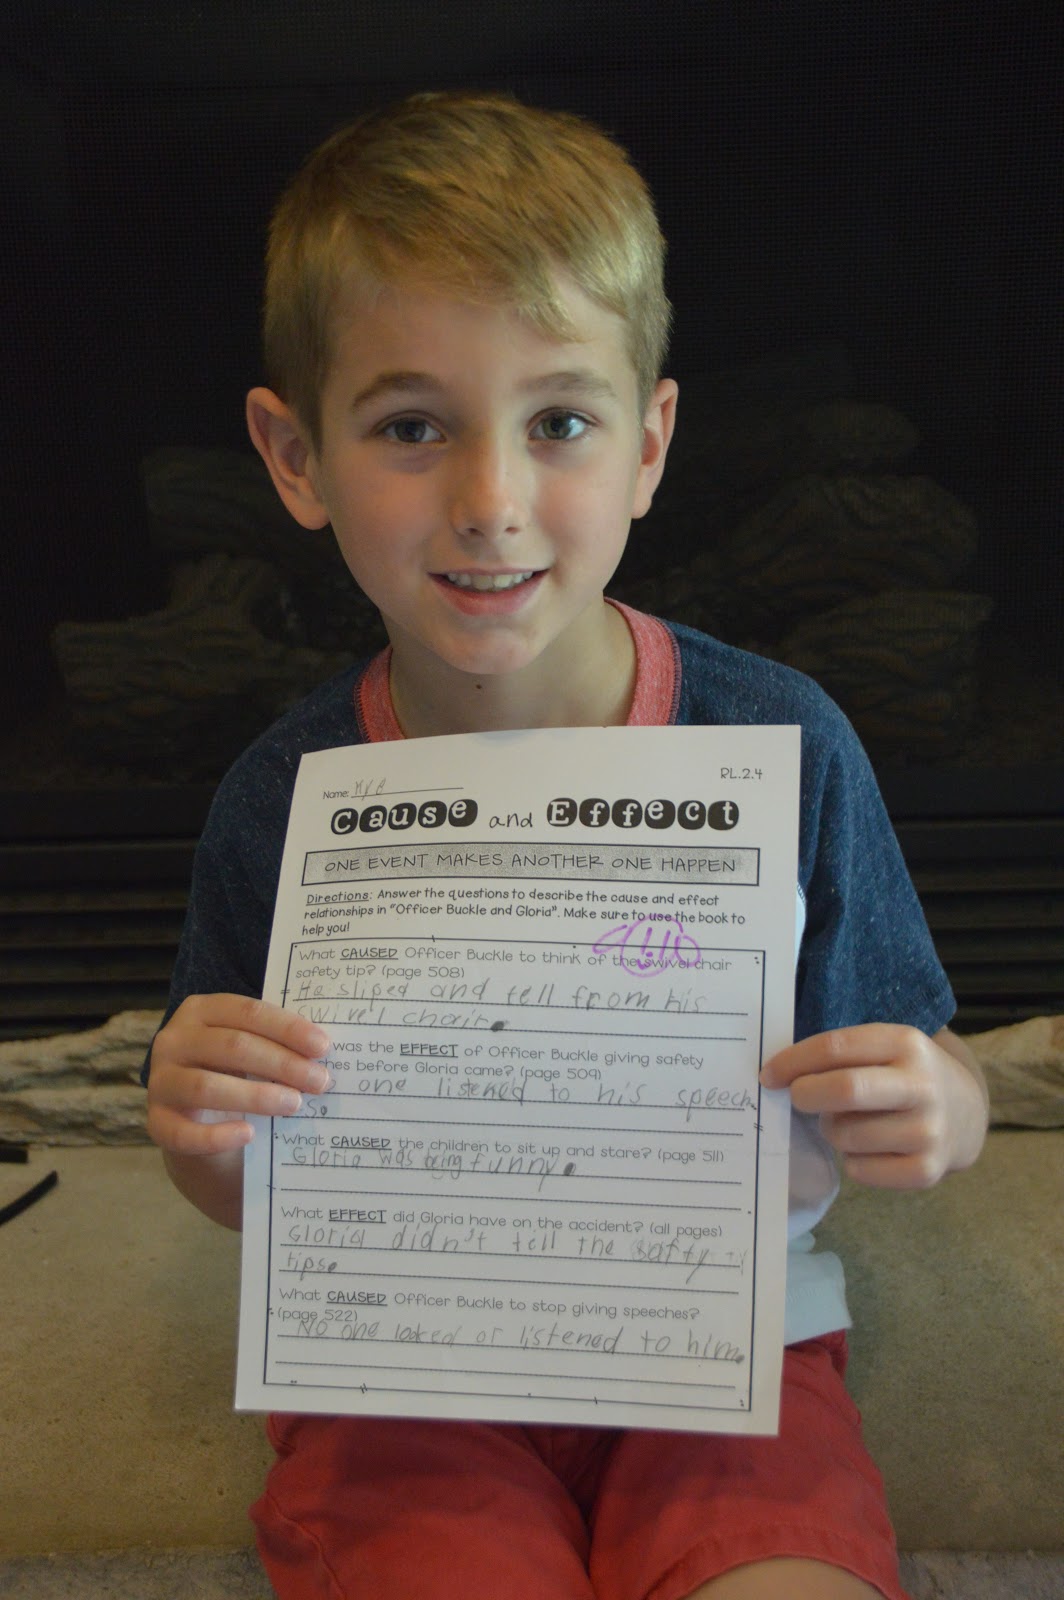 RL.2.4
Name:
Cause and Effect
ONE EVENT MAKES ANOTHER ONE HAPPEN
Directions: Answer the questions to describe the cause and effect
relationships in "Officer Buckle and Gloria". Make sure to use the book to
help you!
What CAUSED Officer Buckle to think of the swivel chair
safety tip? (page 508)
He sliped and fell from his
swivel chair.
was the EFFECT of Officer Buckle giving safety
ches before Gloria came? (page 509)
one listened to his speech
s.
What CAUSED the children to sit up and stare? (page 511)
Gloria was being funny.
What EFFECT did Gloria have on the accident? (all pages)
Gloria didn't tell the safty
tips.
What CAUSED Officer Buckle to stop giving speeches?
(page 522)
No one looked or listened to him.